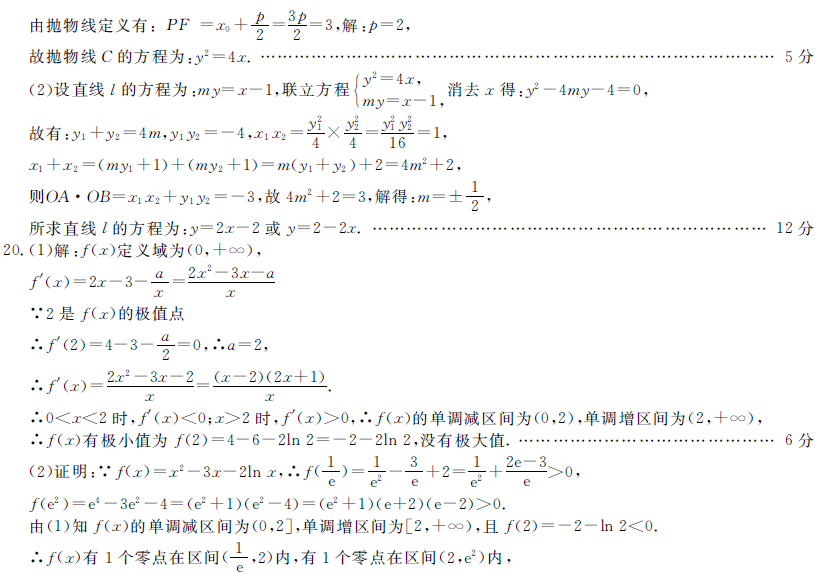 由抛物线定义有: PF =x₀+p/2=3p/2=3,解:p=2,
故抛物线 C 的方程为:y²=4x. …………………………………………………………………… 5 分
(2)设直线 l 的方程为:my=x-1,联立方程{y²=4x, my=x-1, 消去 x 得:y²-4my-4=0,
故有:y₁+y₂=4m,y₁y₂=-4,x₁x₂=y₁²/4×y₂²/4=y₁²y₂²/16=1,
x₁+x₂=(my₁+1)+(my₂+1)=m(y₁+y₂)+2=4m²+2,
则OA·OB=x₁x₂+y₁y₂=-3,故 4m²+2=3,解得:m=±1/2,
所求直线 l 的方程为:y=2x-2 或 y=2-2x. …………………………………………………… 12 分
20.(1)解:f(x)定义域为(0,+∞),
f′(x)=2x-3-a/x=(2x²-3x-a)/x
∵2 是 f(x)的极值点
∴f′(2)=4-3-a/2=0,∴a=2,
∴f′(x)=(2x²-3x-2)/x=(x-2)(2x+1)/x.
∴0<x<2 时,f′(x)<0;x>2 时,f′(x)>0,∴f(x)的单调减区间为(0,2),单调增区间为(2,+∞),
∴f(x)有极小值为 f(2)=4-6-2ln 2=-2-2ln 2,没有极大值. ………………………………… 6 分
(2)证明:∵f(x)=x²-3x-2ln x,∴f(1/e)=1/e²-3/e+2=1/e²+(2e-3)/e>0,
f(e²)=e⁴-3e²-4=(e²+1)(e²-4)=(e²+1)(e+2)(e-2)>0.
由(1)知 f(x)的单调减区间为(0,2],单调增区间为[2,+∞),且 f(2)=-2-ln 2<0.
∴f(x)有 1 个零点在区间(1/e,2)内,有 1 个零点在区间(2,e²)内,